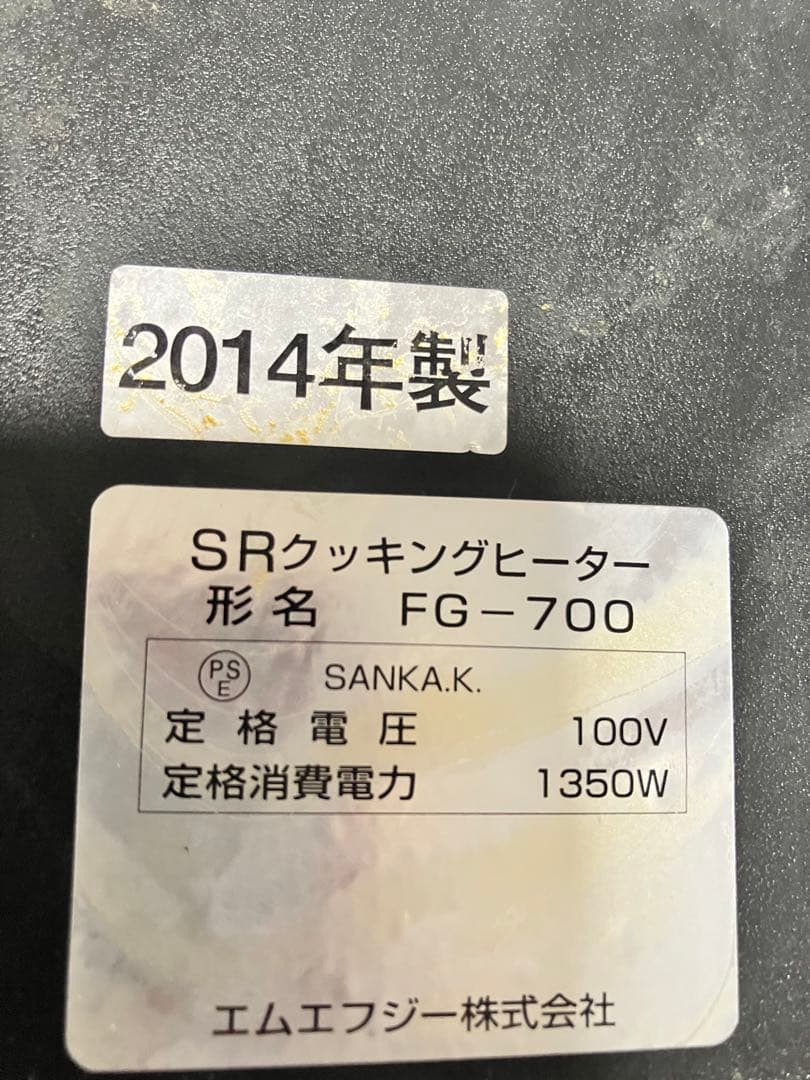 2014年製
SRクッキングヒーター
形名 FG-700
PSE SANKA.K.
定格電圧 100V
定格消費電力 1350W
エムエフジー株式会社